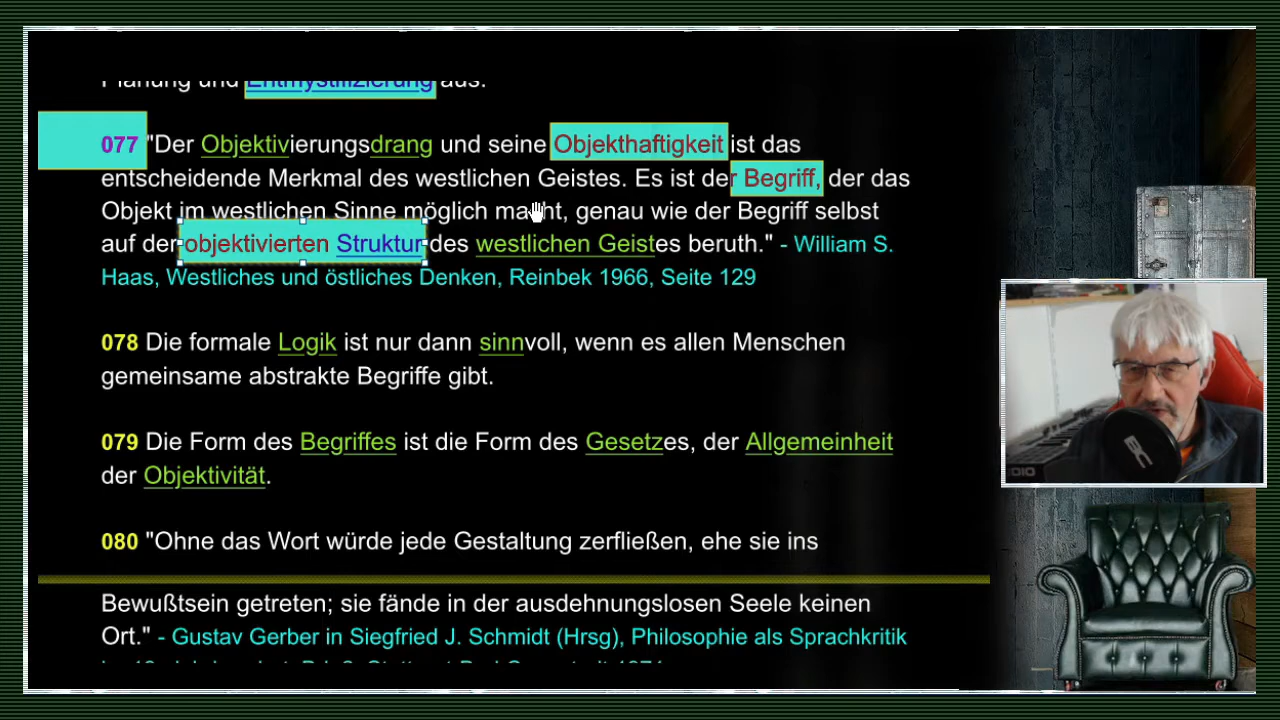 Planung und Entmystifizierung aus.
077 "Der Objektivierungsdrang und seine Objekthaftigkeit ist das
entscheidende Merkmal des westlichen Geistes. Es ist der Begriff, der das
Objekt im westlichen Sinne möglich macht, genau wie der Begriff selbst
auf der objektivierten Struktur des westlichen Geistes beruth." - William S.
Haas, Westliches und östliches Denken, Reinbek 1966, Seite 129
078 Die formale Logik ist nur dann sinnvoll, wenn es allen Menschen
gemeinsame abstrakte Begriffe gibt.
079 Die Form des Begriffes ist die Form des Gesetzes, der Allgemeinheit
der Objektivität.
080 "Ohne das Wort würde jede Gestaltung zerfließen, ehe sie ins
Bewußtsein getreten; sie fände in der ausdehnungslosen Seele keinen
Ort." - Gustav Gerber in Siegfried J. Schmidt (Hrsg), Philosophie als Sprachkritik